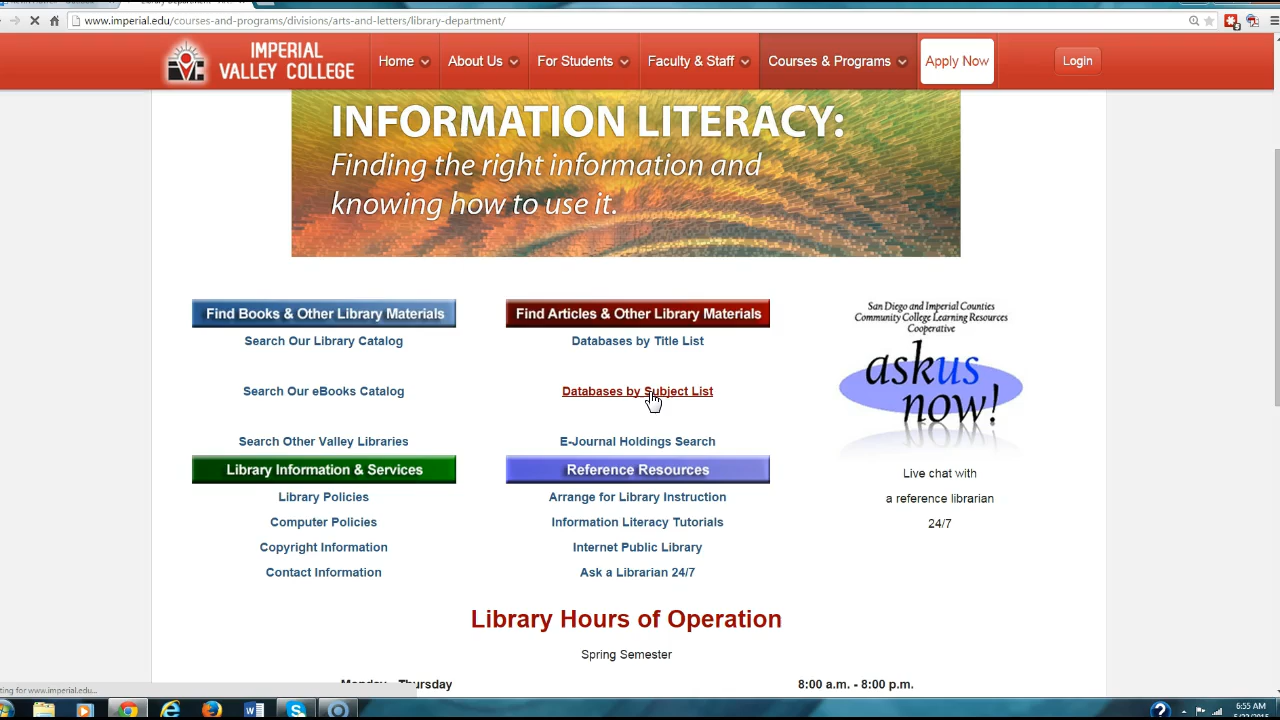 www.imperial.edu/courses-and-programs/divisions/arts-and-letters/library-department/
IMPERIAL
VALLEY COLLEGE
Home
About Us
For Students
Faculty & Staff
Courses & Programs
Apply Now
Login
INFORMATION LITERACY:
Finding the right information and
knowing how to use it.
Find Books & Other Library Materials
Search Our Library Catalog
Search Our eBooks Catalog
Search Other Valley Libraries
Library Information & Services
Library Policies
Computer Policies
Copyright Information
Contact Information
Find Articles & Other Library Materials
Databases by Title List
Databases by Subject List
E-Journal Holdings Search
Reference Resources
Arrange for Library Instruction
Information Literacy Tutorials
Internet Public Library
Ask a Librarian 24/7
San Diego and Imperial Counties
Community College Learning Resources
Cooperative
askus
now!
Live chat with
a reference librarian
24/7
Library Hours of Operation
Spring Semester
Monday - Thursday 8:00 a.m. - 8:00 p.m.
ting for www.imperial.edu...
6:55 AM